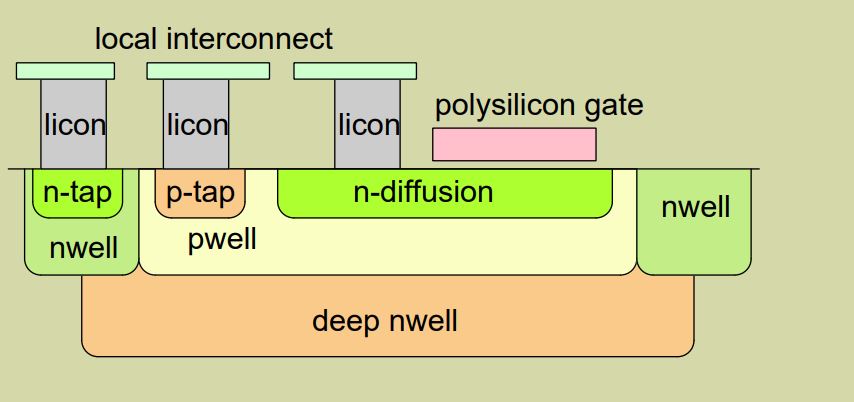 local interconnect
licon
licon
licon
polysilicon gate
n-tap
p-tap
n-diffusion
nwell
nwell
pwell
deep nwell